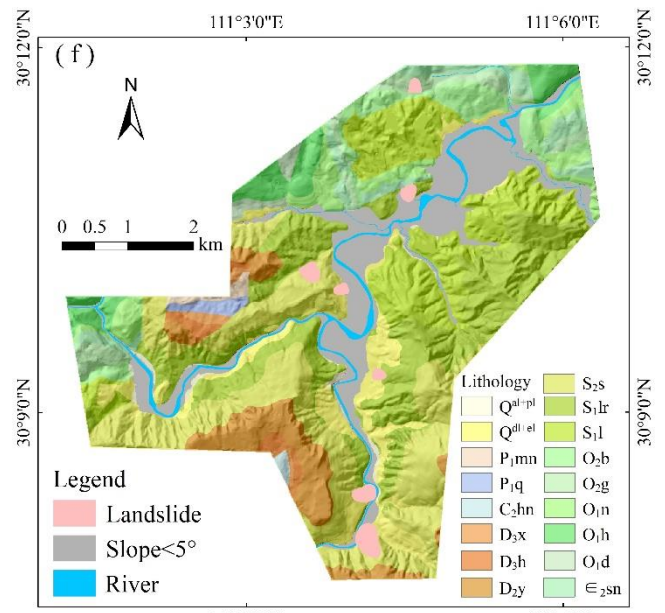 111°3′0″E 111°6′0″E
30°12′0″N 30°12′0″N
(f)
N
0 0.5 1 2
km
30°9′0″N 30°9′0″N
Legend
Landslide
Slope<5°
River
Lithology
Qal+pl
Qdl+el
P1mn
P1q
C2hn
D3x
D3h
D2y
S2s
S1lr
S1l
O2b
O2g
O1n
O1h
O1d
∈2sn